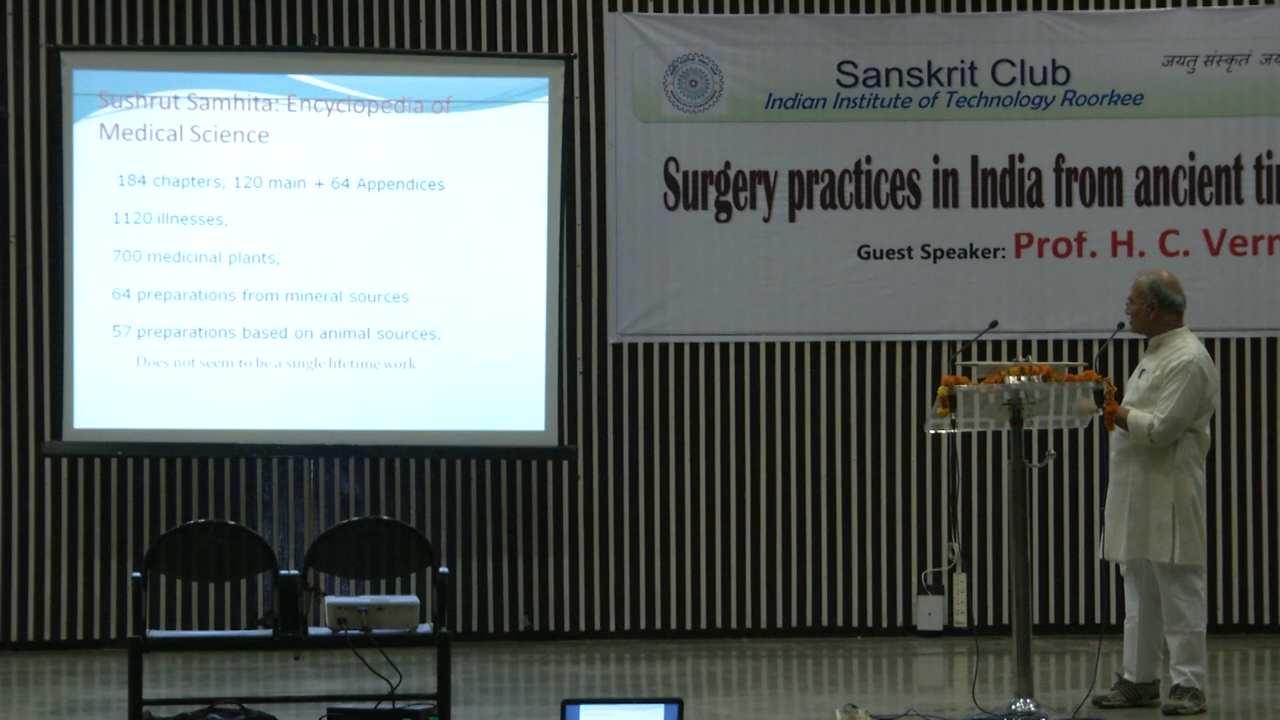 Sushrut Samhita: Encyclopedia of
Medical Science
184 chapters, 120 main + 64 Appendices
1120 illnesses,
700 medicinal plants,
64 preparations from mineral sources
57 preparations based on animal sources.
Does not seem to be a single lifetime work
Sanskrit Club
जयतु संस्कृतं
Indian Institute of Technology Roorkee
Surgery practices in India from ancient
Guest Speaker: Prof. H. C.